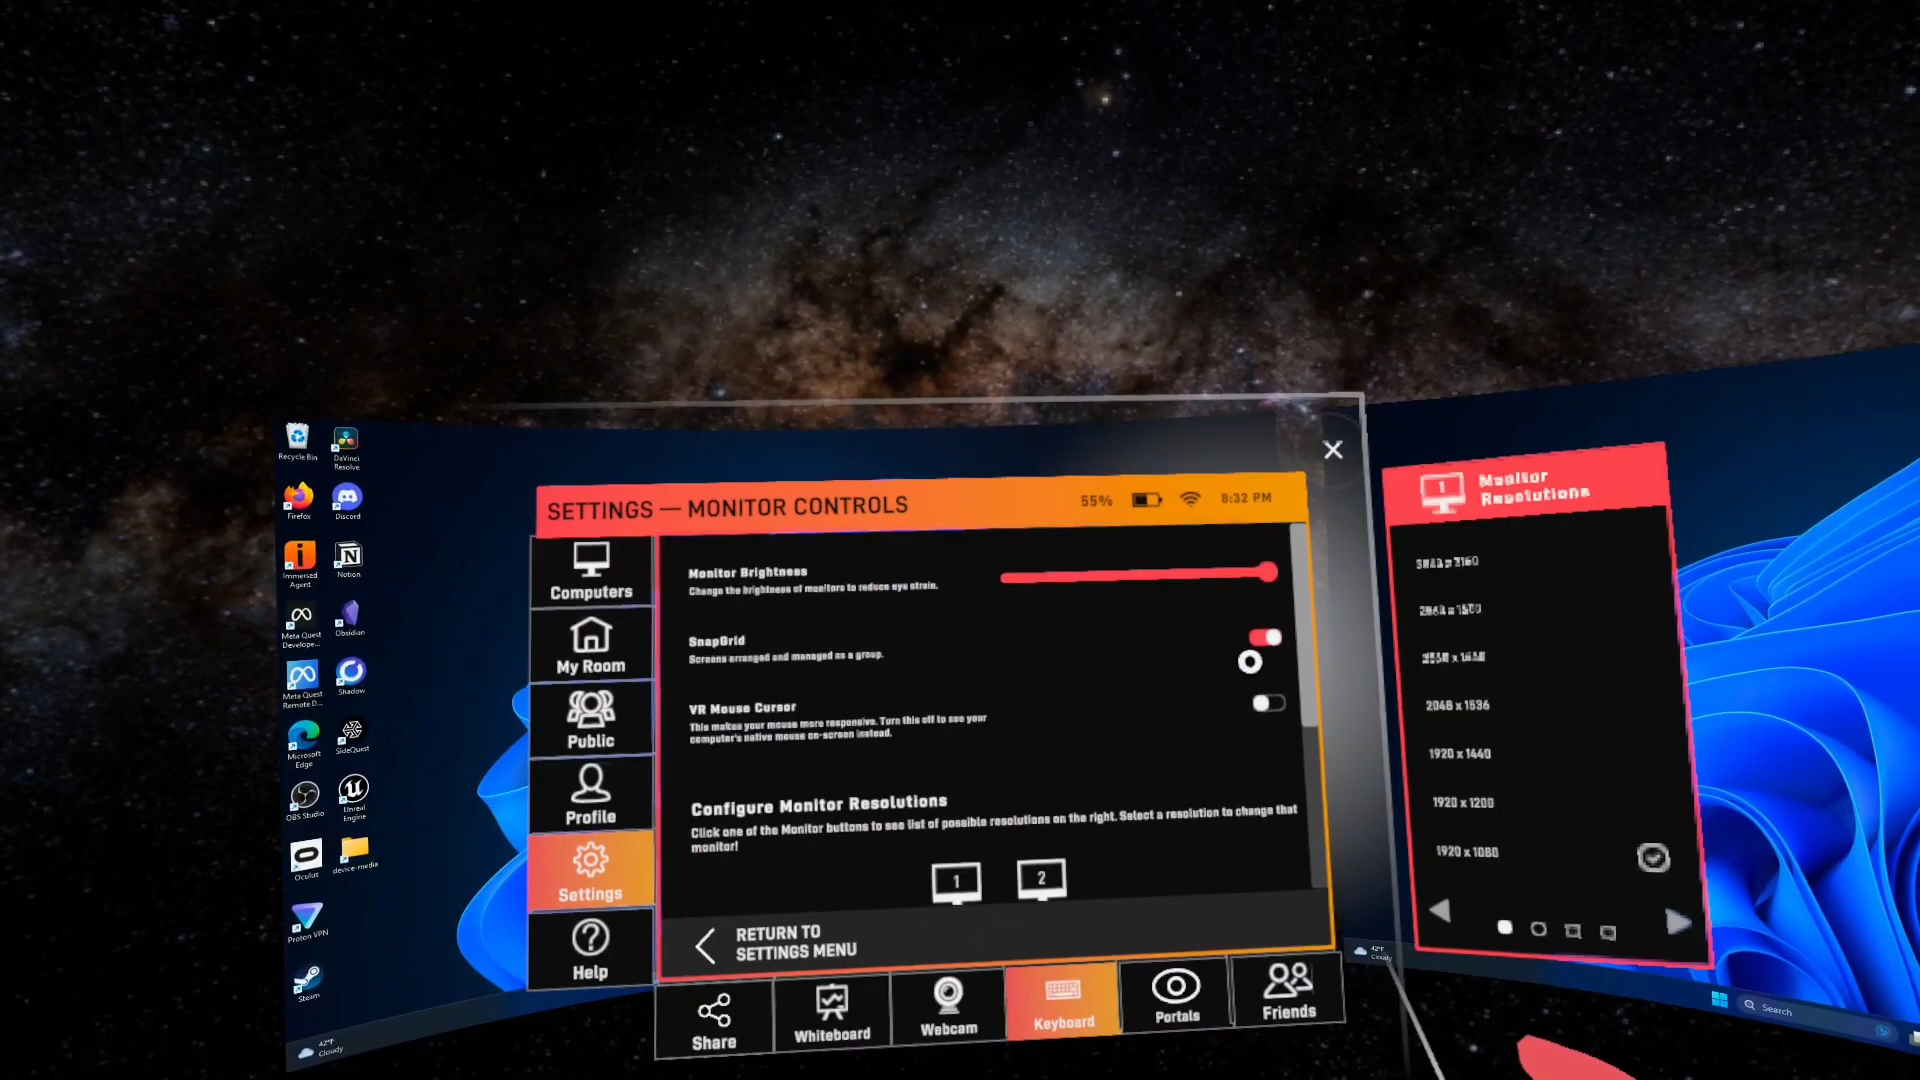 Recycle Bin
DaVinci
Resolve
Firefox
Discord
Immersed
Agent
Notion
Meta Quest
Develope...
Obsidian
Meta Quest
Remote D...
Shadow
Microsoft
Edge
SideQuest
OBS Studio
Unreal
Engine
Oculus
device-media
Proton VPN
Steam
42°F
Cloudy
SETTINGS — MONITOR CONTROLS
55%
8:32 PM
Computers
My Room
Public
Profile
Settings
Help
Monitor Brightness
Change the brightness of monitors to reduce eye strain.
SnapGrid
Screens arranged and managed as a group.
VR Mouse Cursor
This makes your mouse more responsive. Turn this off to see your
computer's native mouse on-screen instead.
Configure Monitor Resolutions
Click one of the Monitor buttons to see list of possible resolutions on the right. Select a resolution to change that
monitor!
1
2
RETURN TO
SETTINGS MENU
Share
Whiteboard
Webcam
Keyboard
Portals
Friends
1
Monitor
Resolutions
2048 x 1536
1920 x 1440
1920 x 1200
1920 x 1080
42°F
Cloudy
Search